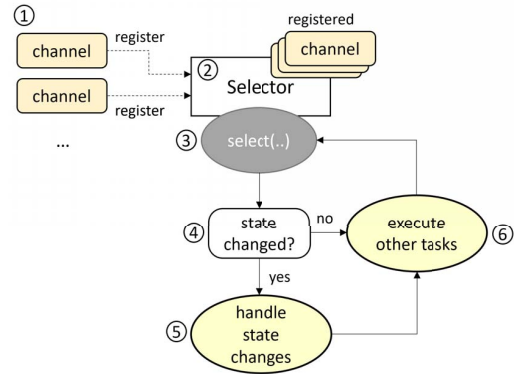 ①
channel
register
registered
channel
②
Selector
channel
register
...
③
select(..)
④
state
changed?
no
execute
other tasks
⑥
yes
⑤
handle
state
changes